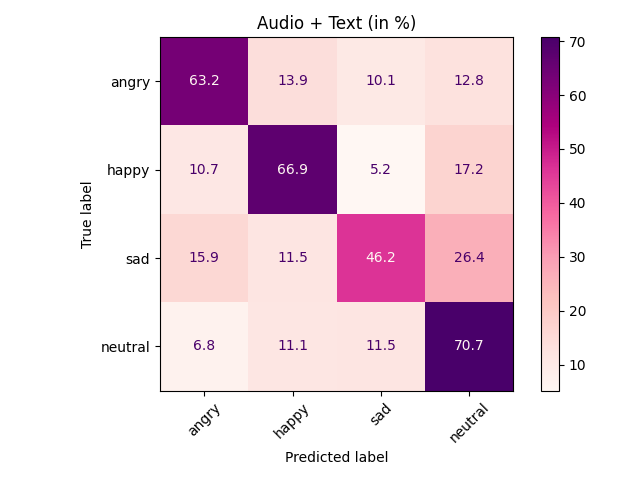 Audio + Text (in %)
angry 63.2 13.9 10.1 12.8
happy 10.7 66.9 5.2 17.2
sad 15.9 11.5 46.2 26.4
neutral 6.8 11.1 11.5 70.7
angry happy sad neutral
True label
Predicted label
70
60
50
40
30
20
10